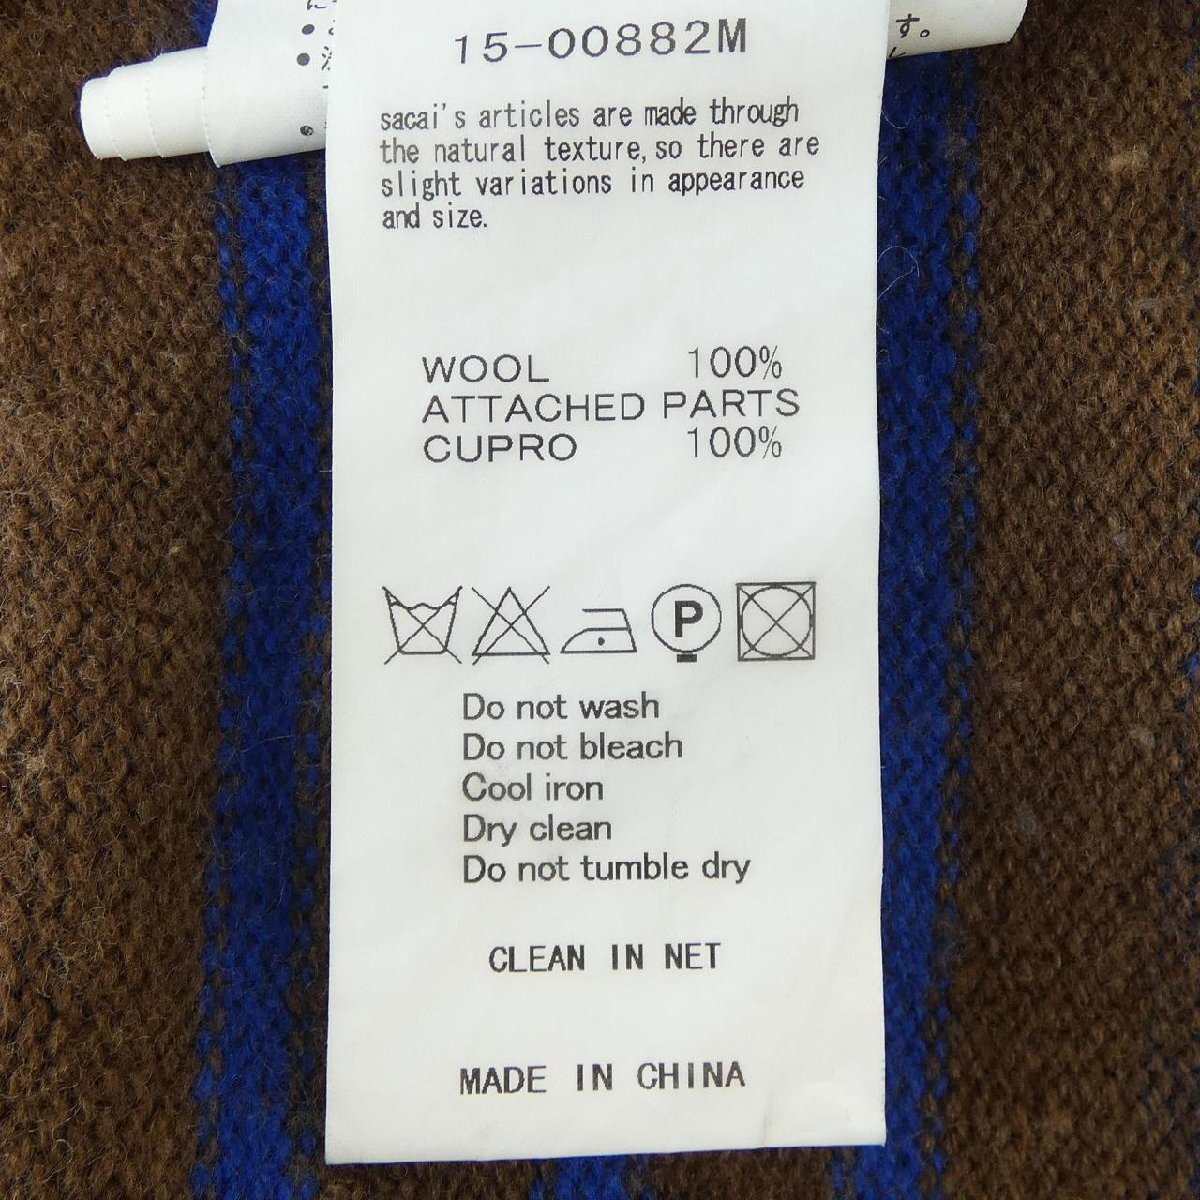 15-00882M
す。
sacai's articles are made through
the natural texture, so there are
slight variations in appearance
and size.
WOOL 100%
ATTACHED PARTS
CUPRO 100%
P
Do not wash
Do not bleach
Cool iron
Dry clean
Do not tumble dry
CLEAN IN NET
MADE IN CHINA